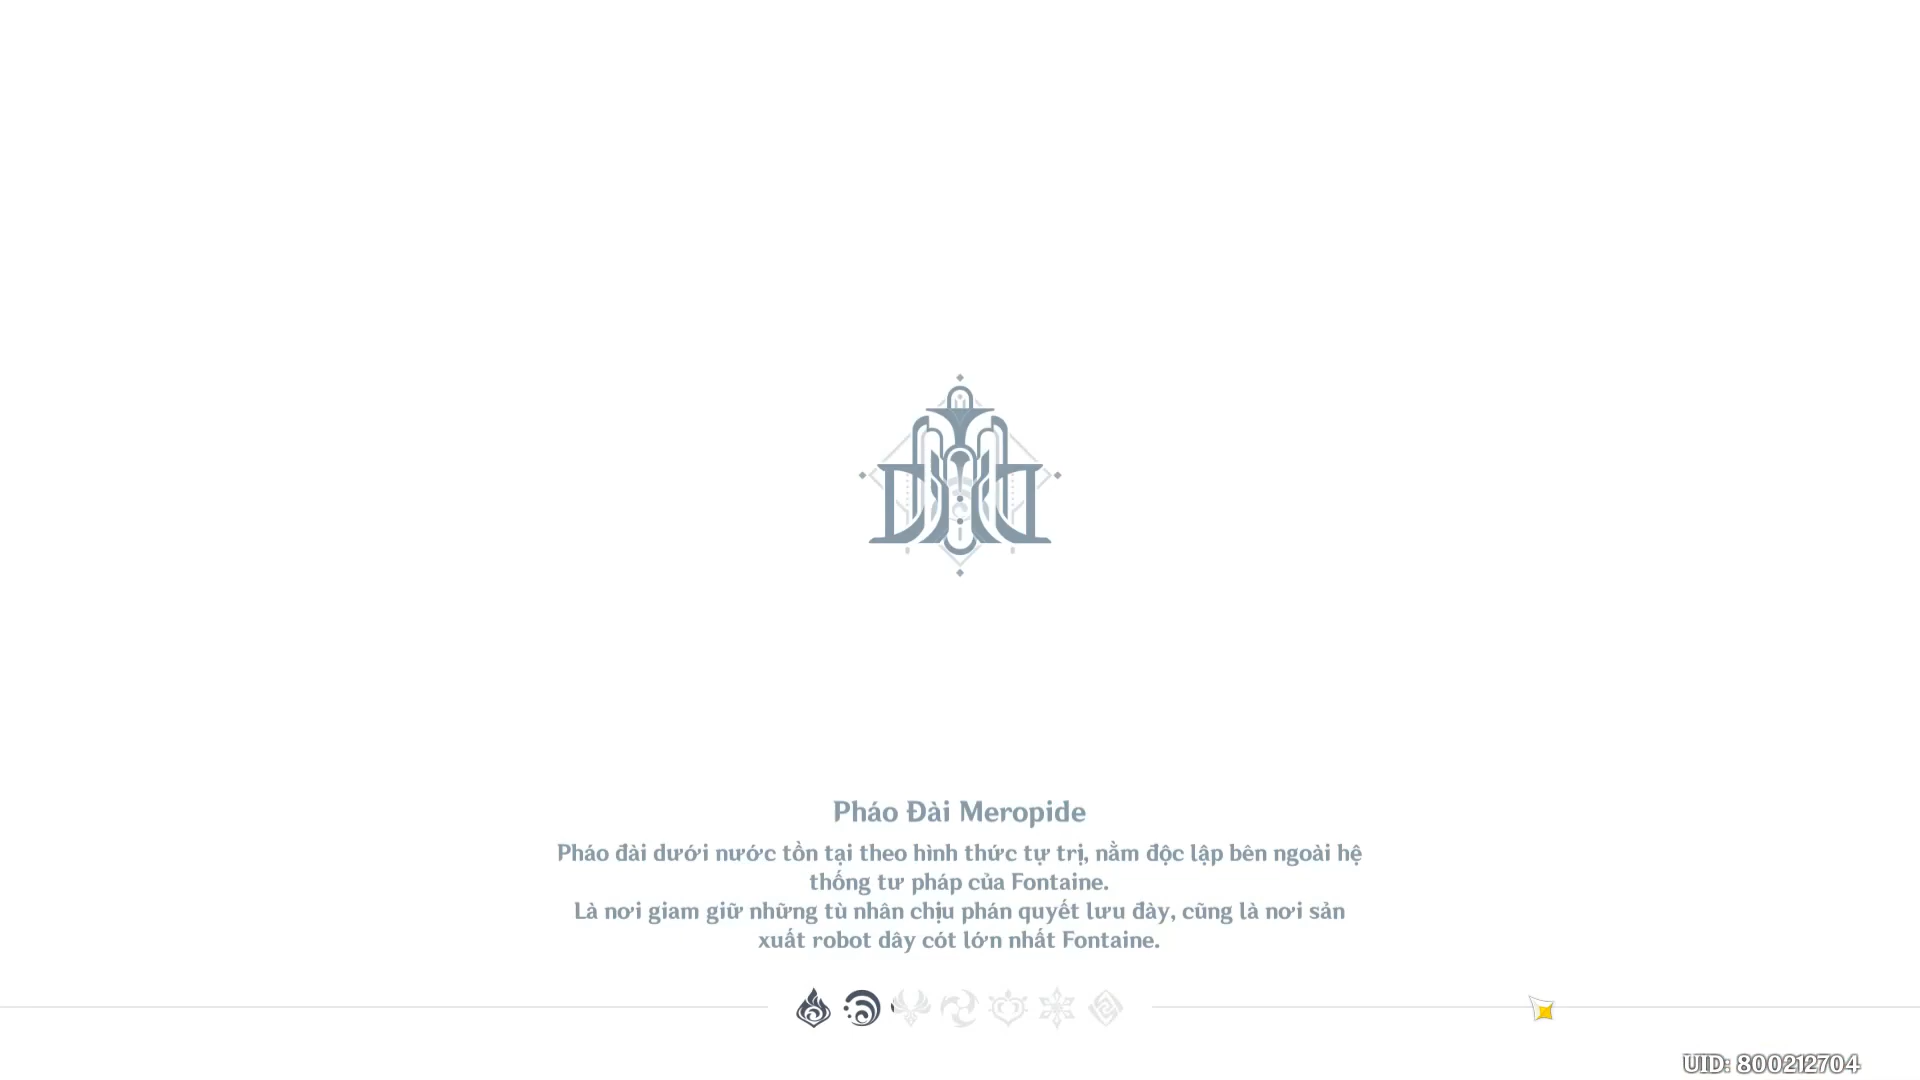 Pháo Đài Meropide
Pháo đài dưới nước tồn tại theo hình thức tự trị, nằm độc lập bên ngoài hệ
thống tư pháp của Fontaine.
Là nơi giam giữ những tù nhân chịu phán quyết lưu đày, cũng là nơi sản
xuất robot dây cót lớn nhất Fontaine.
UID: 800212704